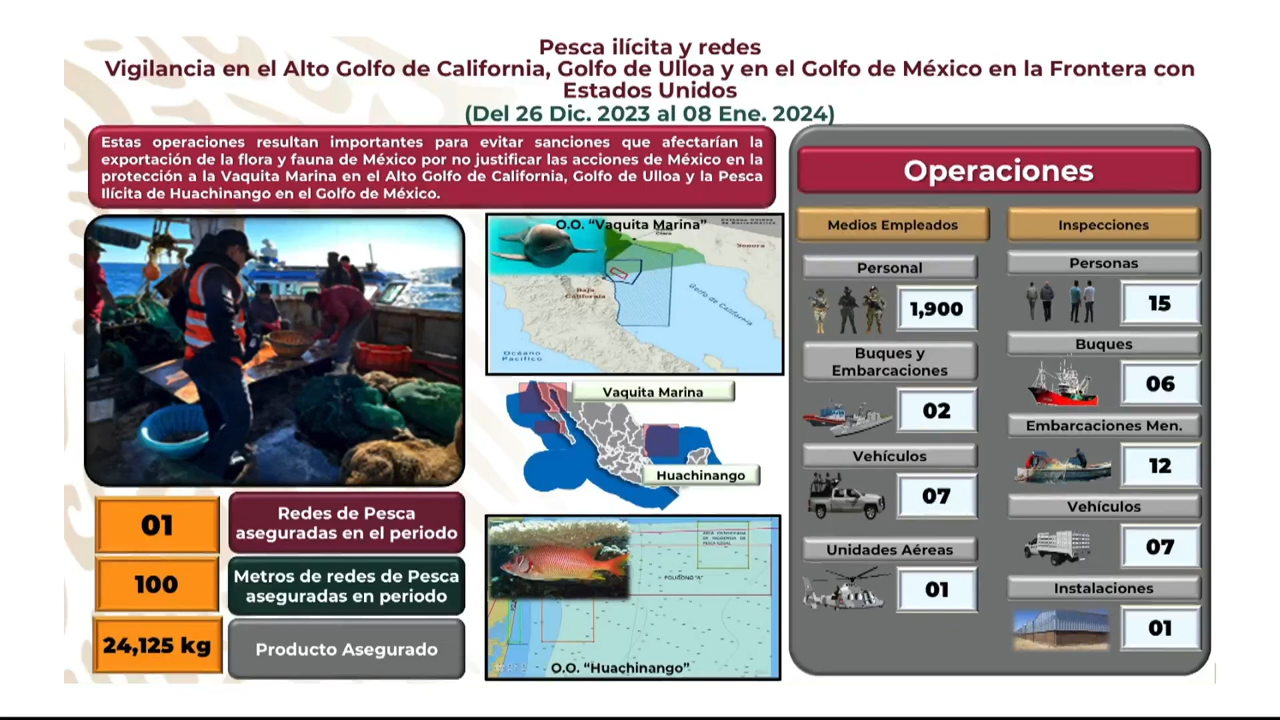 Pesca ilícita y redes
Vigilancia en el Alto Golfo de California, Golfo de Ulloa y en el Golfo de México en la Frontera con
Estados Unidos
(Del 26 Dic. 2023 al 08 Ene. 2024)
Estas operaciones resultan importantes para evitar sanciones que afectarían la
exportación de la flora y fauna de México por no justificar las acciones de México en la
protección a la Vaquita Marina en el Alto Golfo de California, Golfo de Ulloa y la Pesca
Ilícita de Huachinango en el Golfo de México.
01
Redes de Pesca
aseguradas en el periodo
100
Metros de redes de Pesca
aseguradas en periodo
24,125 kg
Producto Asegurado
O.O. “Vaquita Marina”
Sonora
Baja
California
Golfo de California
Océano
Pacífico
Vaquita Marina
Huachinango
POLÍGONO "A"
O.O. “Huachinango”
Operaciones
Medios Empleados
Personal
1,900
Buques y
Embarcaciones
02
Vehículos
07
Unidades Aéreas
01
Inspecciones
Personas
15
Buques
06
Embarcaciones Men.
12
Vehículos
07
Instalaciones
01